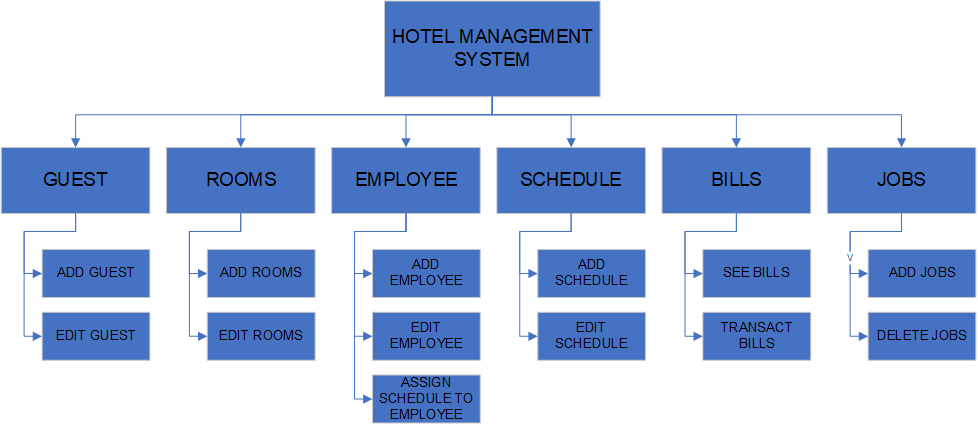 HOTEL MANAGEMENT
SYSTEM
GUEST
ROOMS
EMPLOYEE
SCHEDULE
BILLS
JOBS
V
ADD GUEST
ADD ROOMS
ADD
EMPLOYEE
ADD
SCHEDULE
SEE BILLS
ADD JOBS
EDIT GUEST
EDIT ROOMS
EDIT
EMPLOYEE
EDIT
SCHEDULE
TRANSACT
BILLS
DELETE JOBS
ASSIGN
SCHEDULE TO
EMPLOYEE